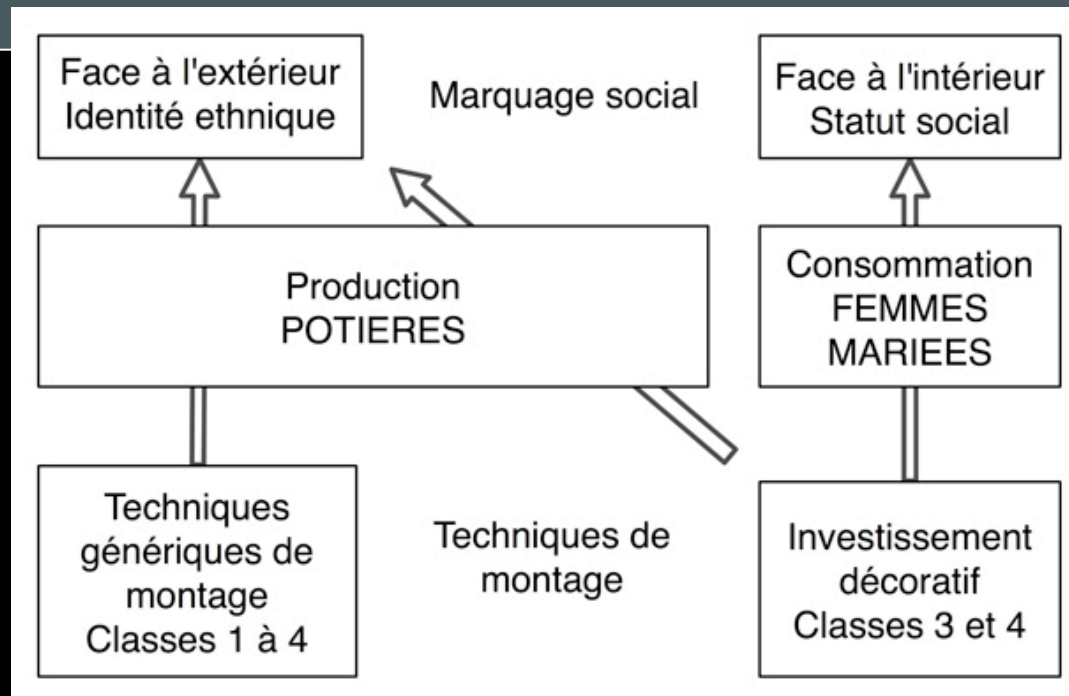 Face à l'extérieur
Identité ethnique
Marquage social
Face à l'intérieur
Statut social
Production
POTIERES
Consommation
FEMMES
MARIEES
Techniques
génériques de
montage
Classes 1 à 4
Techniques de
montage
Investissement
décoratif
Classes 3 et 4